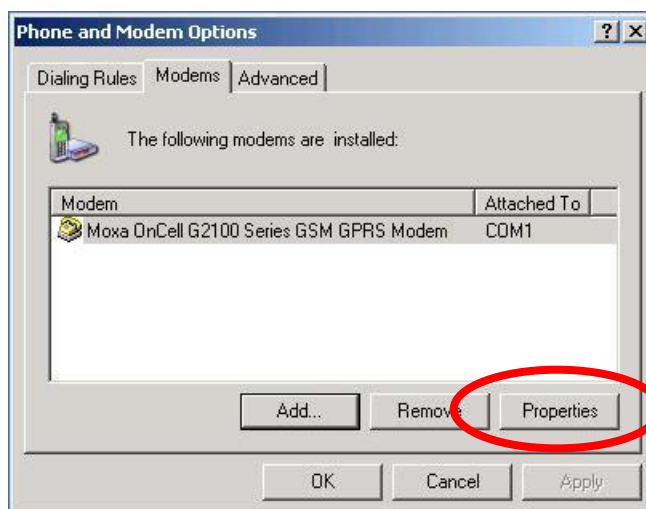 Phone and Modem Options
Dialing Rules Modems Advanced
The following modems are installed:
Modem Attached To
Moxa OnCell G2100 Series GSM GPRS Modem COM1
Add... Remove Properties
OK Cancel Apply